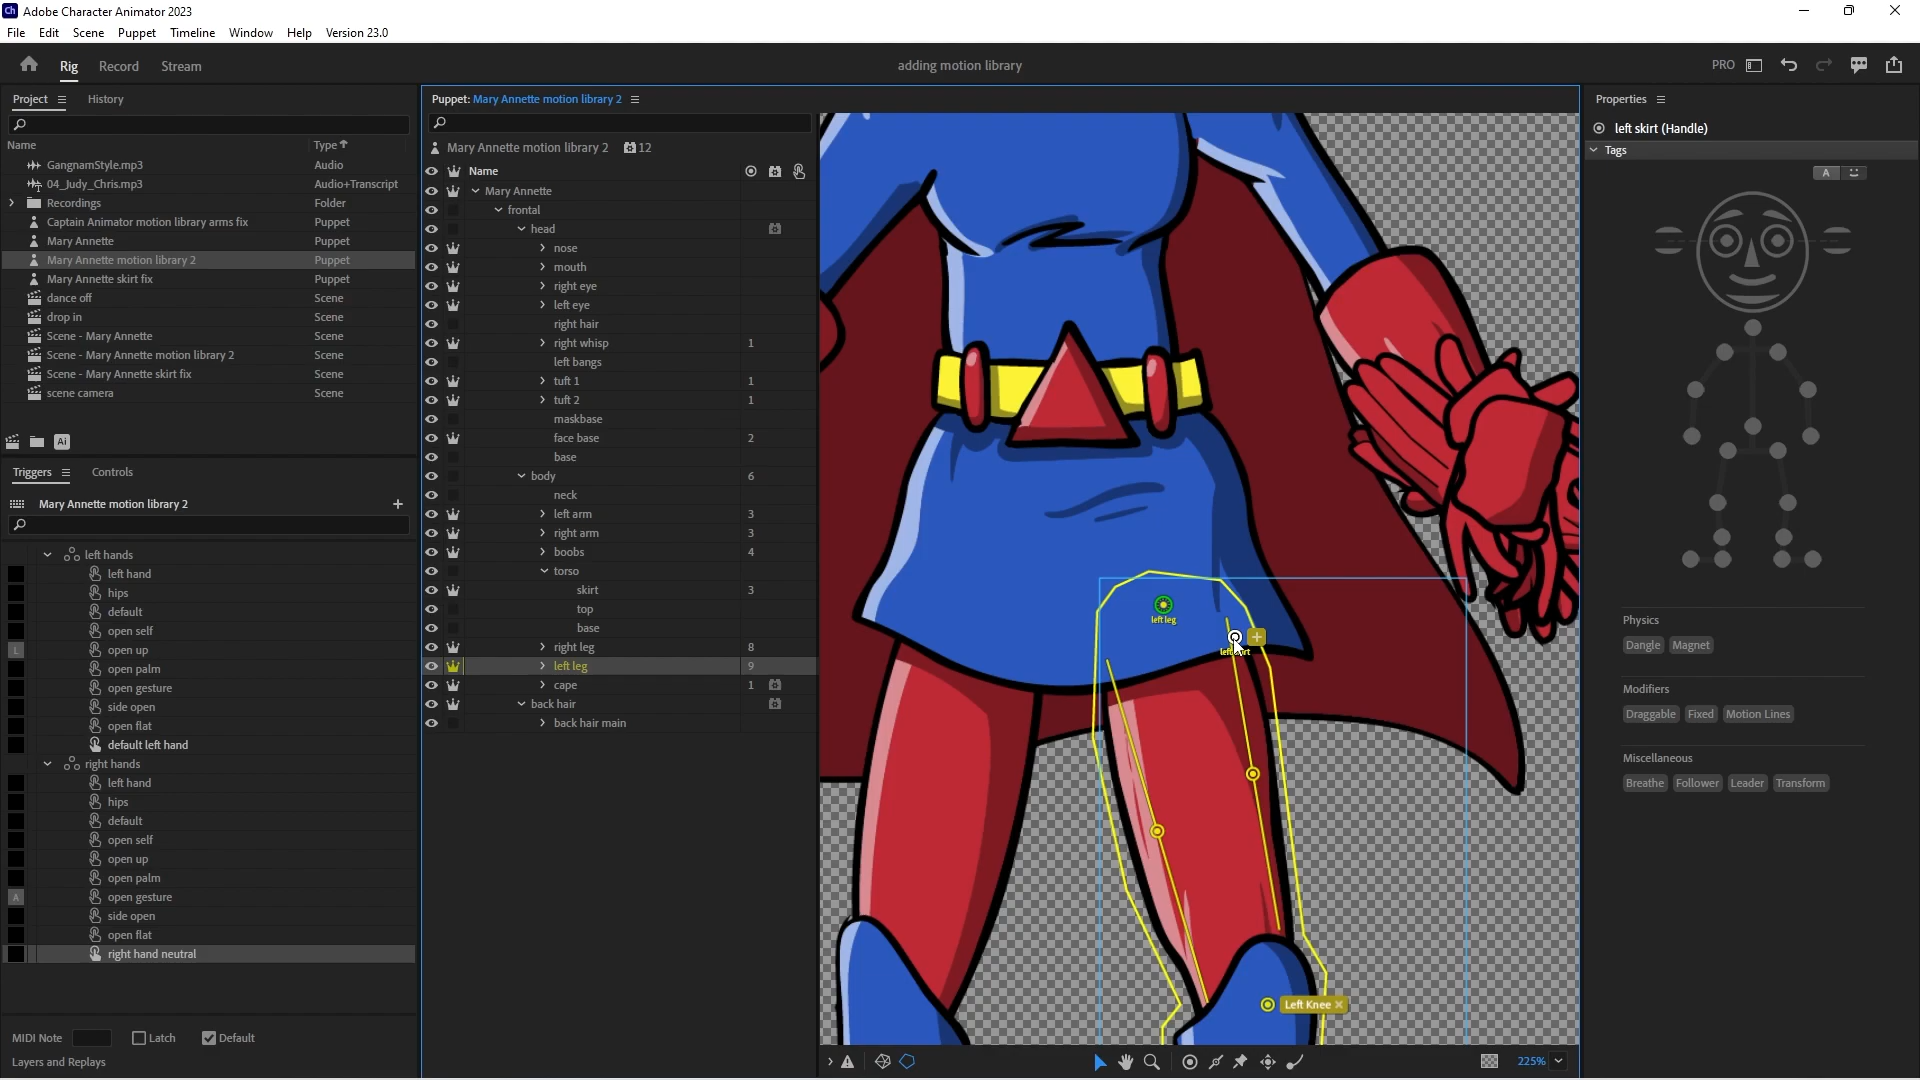 Ch Adobe Character Animator 2023
File Edit Scene Puppet Timeline Window Help Version 23.0
Rig Record Stream
adding motion library
PRO
Project History
Name Type
GangnamStyle.mp3 Audio
04_Judy_Chris.mp3 Audio+Transcript
Recordings Folder
Captain Animator motion library arms fix Puppet
Mary Annette Puppet
Mary Annette motion library 2 Puppet
Mary Annette skirt fix Puppet
dance off Scene
drop in Scene
Scene - Mary Annette Scene
Scene - Mary Annette motion library 2 Scene
Scene - Mary Annette skirt fix Scene
scene camera Scene
Ai
Triggers Controls
Mary Annette motion library 2
left hands
left hand
hips
default
open self
L open up
open palm
open gesture
side open
open flat
default left hand
right hands
left hand
hips
default
open self
open up
open palm
A open gesture
side open
open flat
right hand neutral
MIDI Note Latch Default
Layers and Replays
Puppet: Mary Annette motion library 2
Mary Annette motion library 2 12
Name
Mary Annette
frontal
head
nose
mouth
right eye
left eye
right hair
right whisp 1
left bangs
tuft 1 1
tuft 2 1
maskbase
face base 2
base
body 6
neck
left arm 3
right arm 3
boobs 4
torso
skirt 3
top
base
right leg 8
left leg 9
cape 1
back hair
back hair main
left leg
Left Knee
225%
Properties
left skirt (Handle)
Tags
A
Physics
Dangle Magnet
Modifiers
Draggable Fixed Motion Lines
Miscellaneous
Breathe Follower Leader Transform